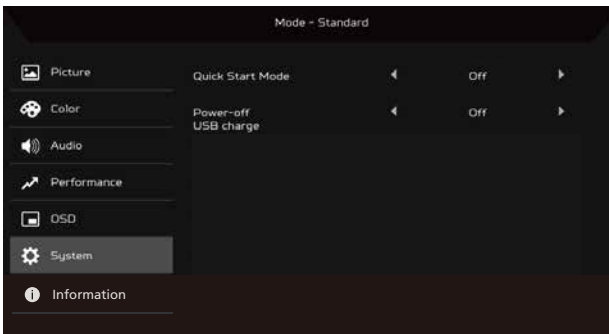 Mode - Standard
Picture
Quick Start Mode Off
Color
Power-off Off
USB charge
Audio
Performance
OSD
System
Information